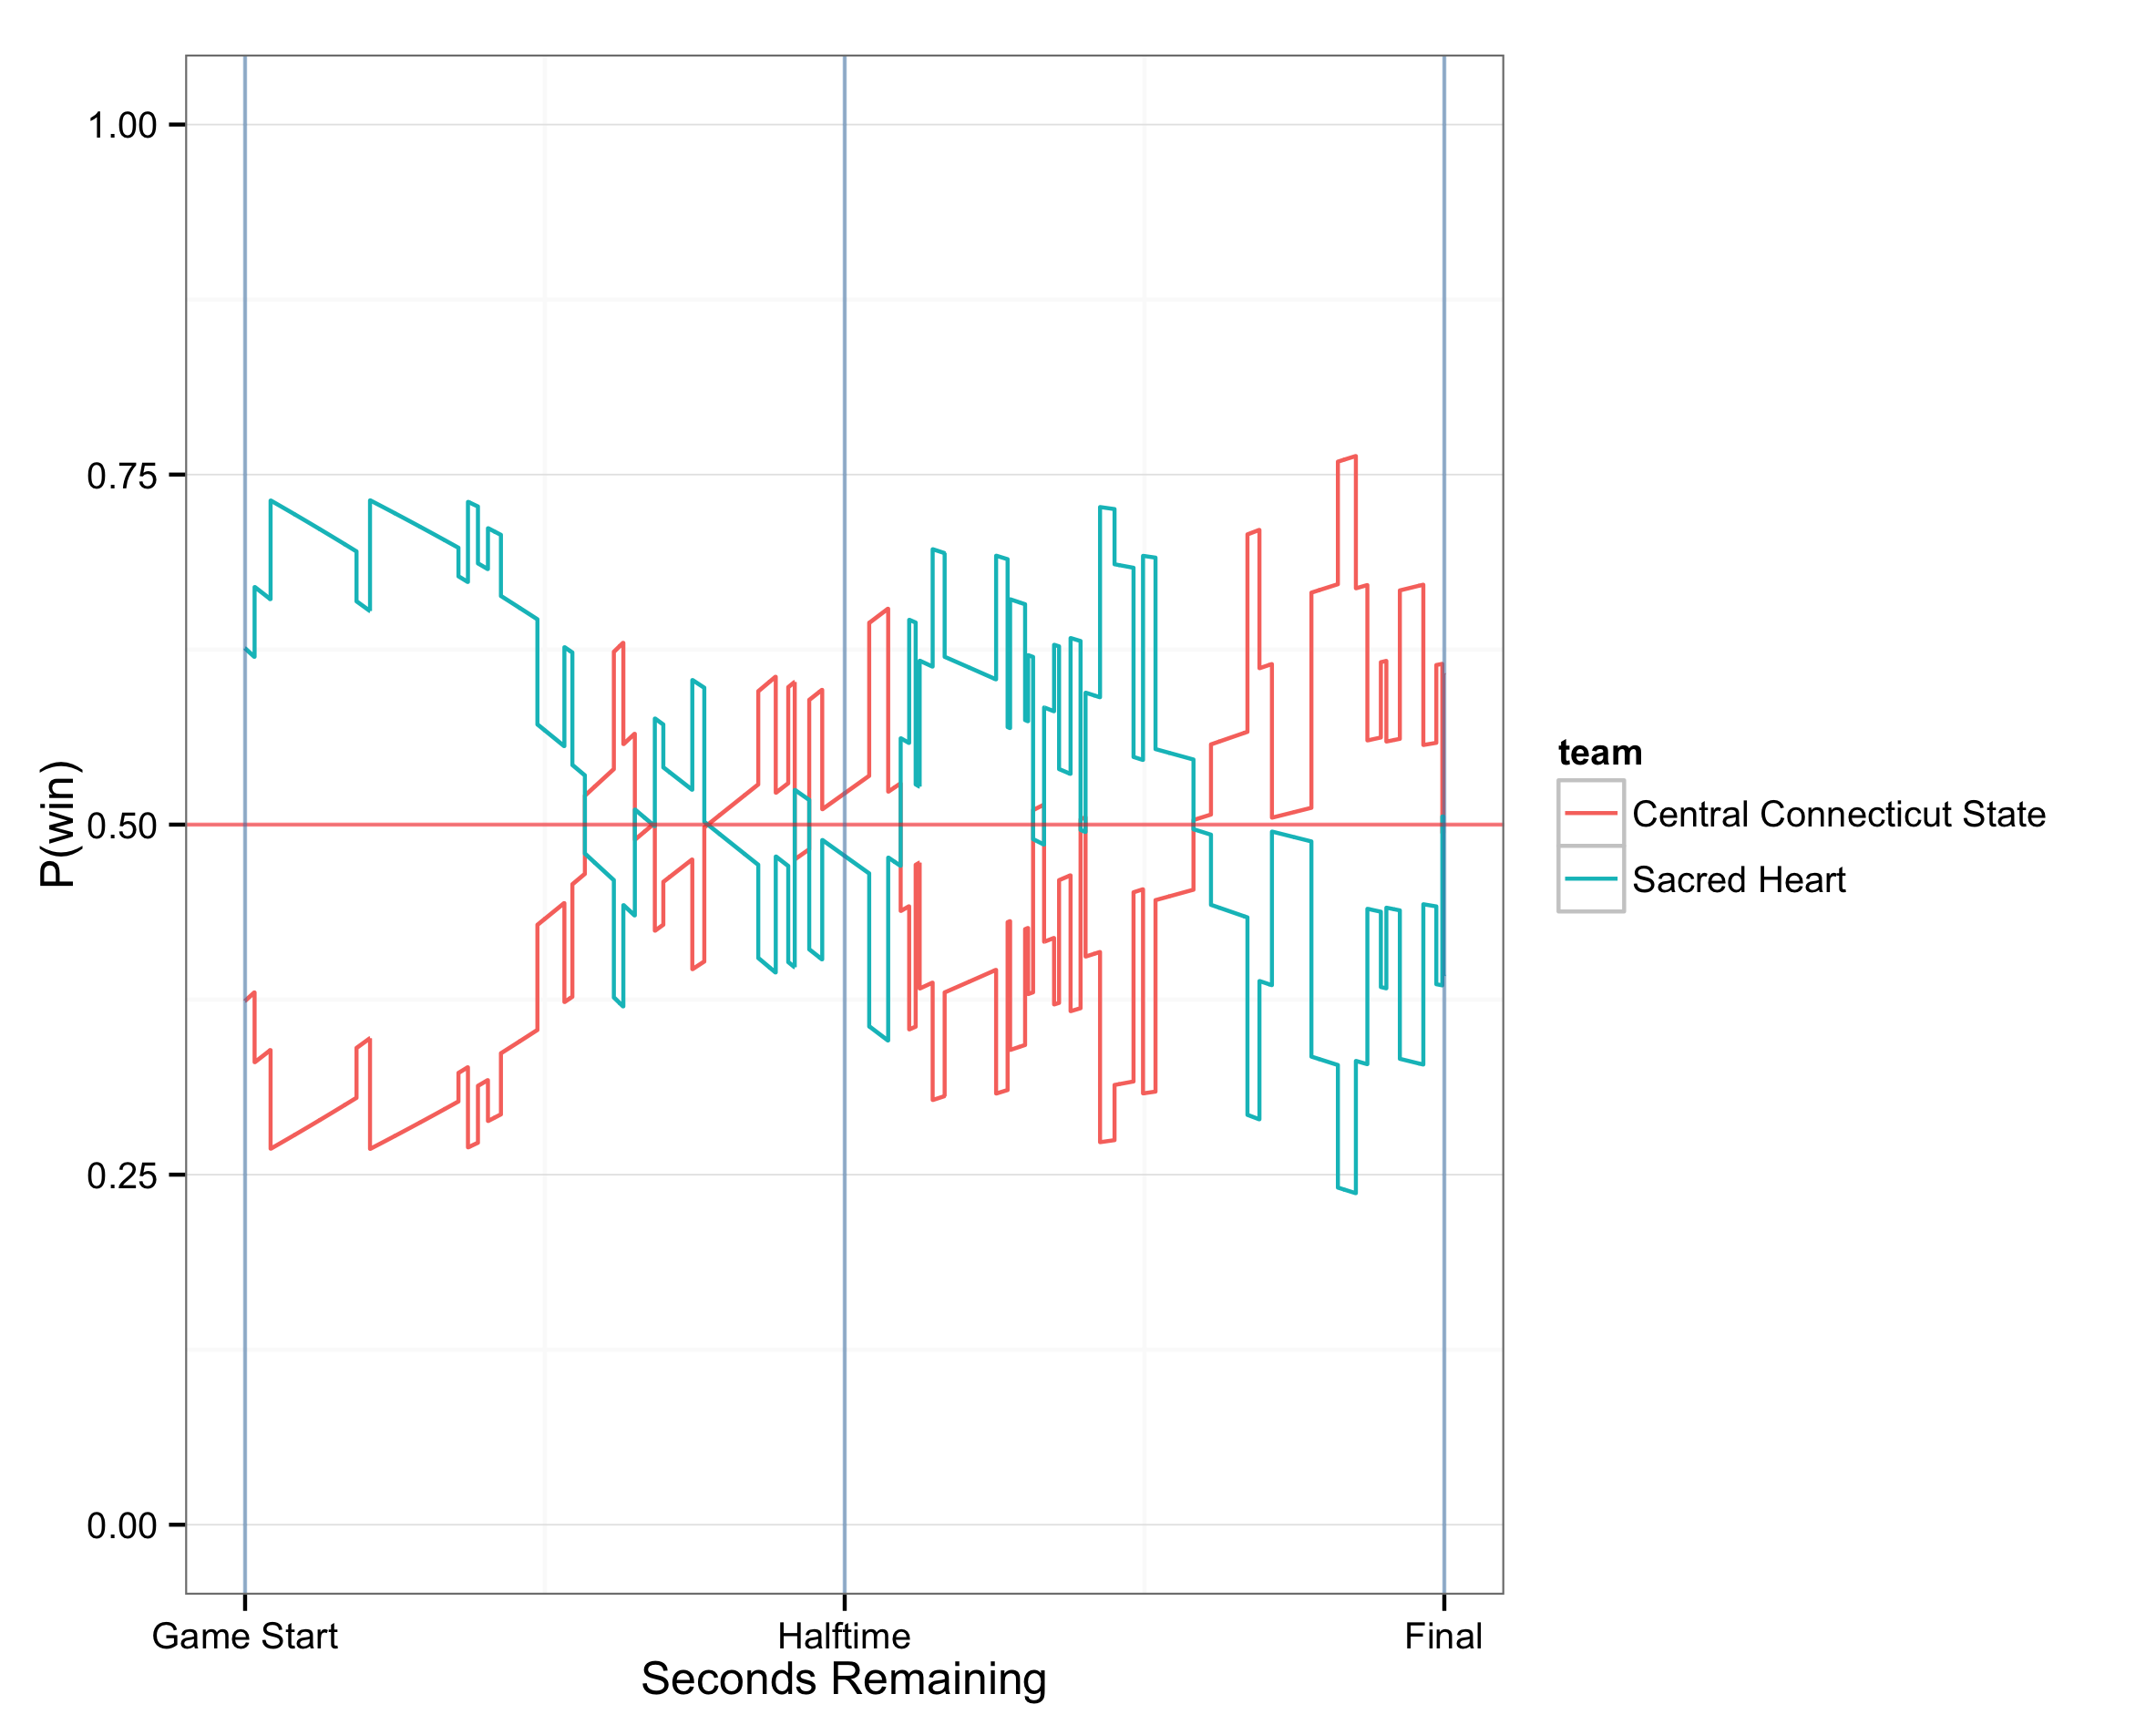 1.00
0.75
0.50
0.25
0.00
P(win)
Game Start
Halftime
Final
Seconds Remaining
team
Central Connecticut State
Sacred Heart